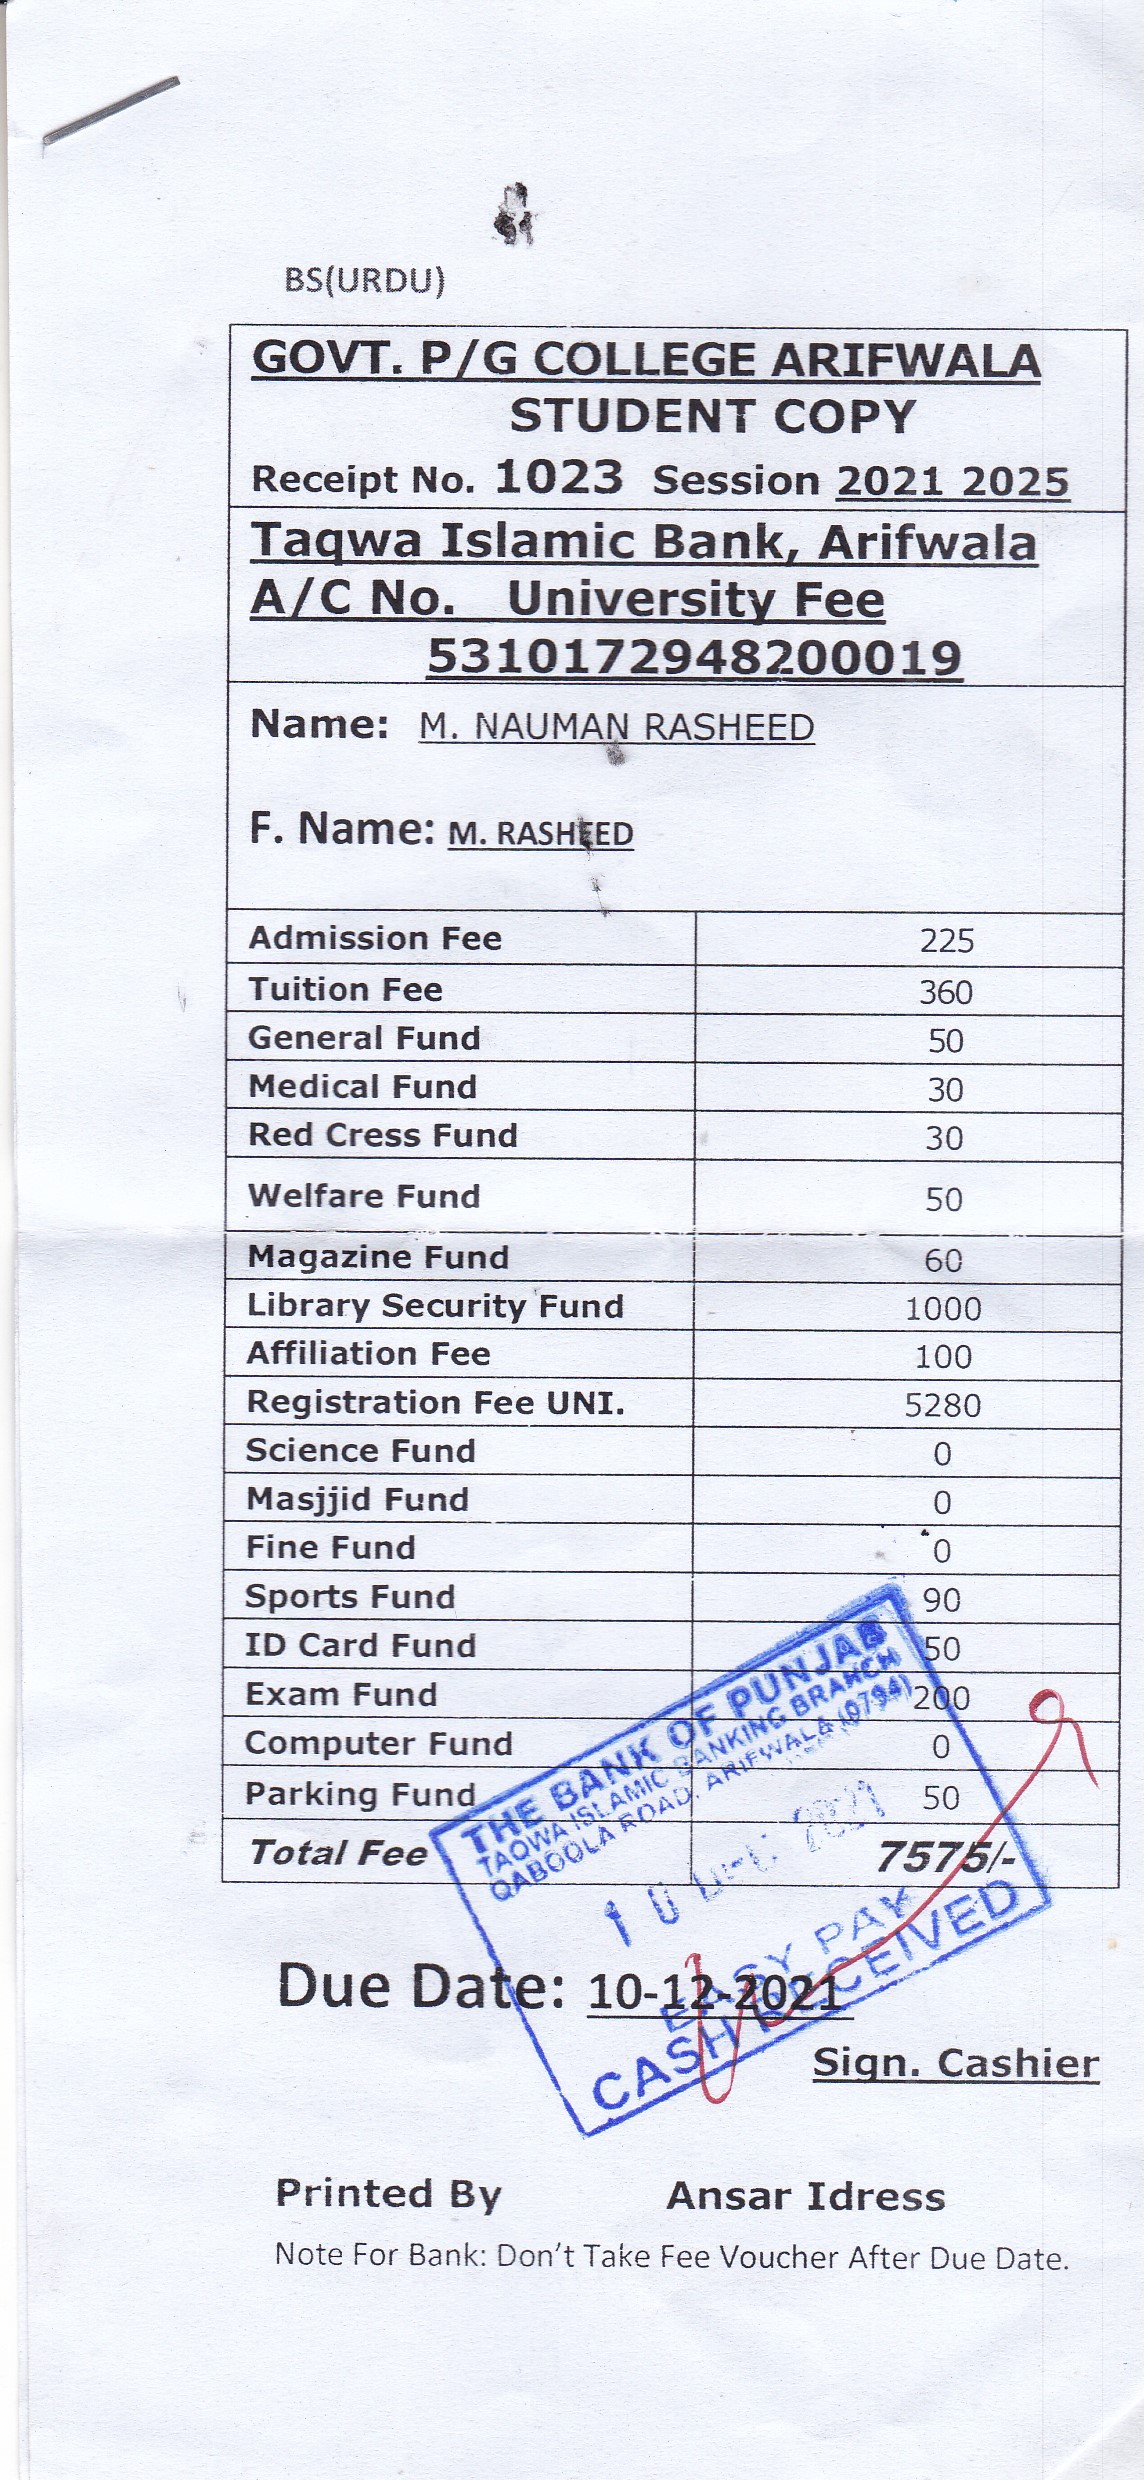 BS(URDU)
GOVT. P/G COLLEGE ARIFWALA
STUDENT COPY
Receipt No. 1023 Session 2021 2025
Taqwa Islamic Bank, Arifwala
A/C No. University Fee
5310172948200019
Name: M. NAUMAN RASHEED
F. Name: M. RASHEED
Admission Fee 225
Tuition Fee 360
General Fund 50
Medical Fund 30
Red Cress Fund 30
Welfare Fund 50
Magazine Fund 60
Library Security Fund 1000
Affiliation Fee 100
Registration Fee UNI. 5280
Science Fund 0
Masjjid Fund 0
Fine Fund 0
Sports Fund 90
ID Card Fund 50
Exam Fund 200
Computer Fund 0
Parking Fund 50
Total Fee 7575/-
THE BANK OF PUNJAB
TAQWA ISLAMIC BANKING BRANCH
QABOOLA ROAD, ARIFWALA (0794)
10 DEC 2021
EASY PAY
CASH RECEIVED
Due Date: 10-12-2021
Sign. Cashier
Printed By Ansar Idress
Note For Bank: Don't Take Fee Voucher After Due Date.